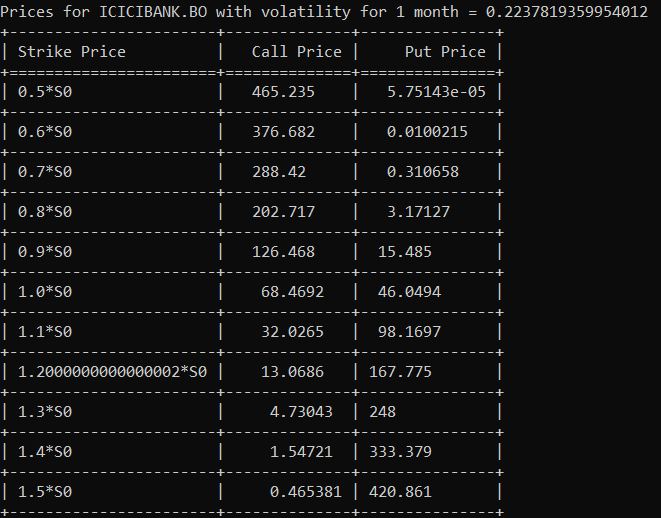 Prices for ICICIBANK.BO with volatility for 1 month = 0.2237819359954012
+-----------------------+--------------+---------------+
| Strike Price          |   Call Price |     Put Price |
+=======================+==============+===============+
| 0.5*S0                |   465.235    |   5.75143e-05 |
+-----------------------+--------------+---------------+
| 0.6*S0                |   376.682    |   0.0100215   |
+-----------------------+--------------+---------------+
| 0.7*S0                |   288.42     |   0.310658    |
+-----------------------+--------------+---------------+
| 0.8*S0                |   202.717    |   3.17127     |
+-----------------------+--------------+---------------+
| 0.9*S0                |   126.468    |  15.485       |
+-----------------------+--------------+---------------+
| 1.0*S0                |    68.4692   |  46.0494      |
+-----------------------+--------------+---------------+
| 1.1*S0                |    32.0265   |  98.1697      |
+-----------------------+--------------+---------------+
| 1.2000000000000002*S0 |    13.0686   | 167.775       |
+-----------------------+--------------+---------------+
| 1.3*S0                |     4.73043  | 248           |
+-----------------------+--------------+---------------+
| 1.4*S0                |     1.54721  | 333.379       |
+-----------------------+--------------+---------------+
| 1.5*S0                |     0.465381 | 420.861       |
+-----------------------+--------------+---------------+